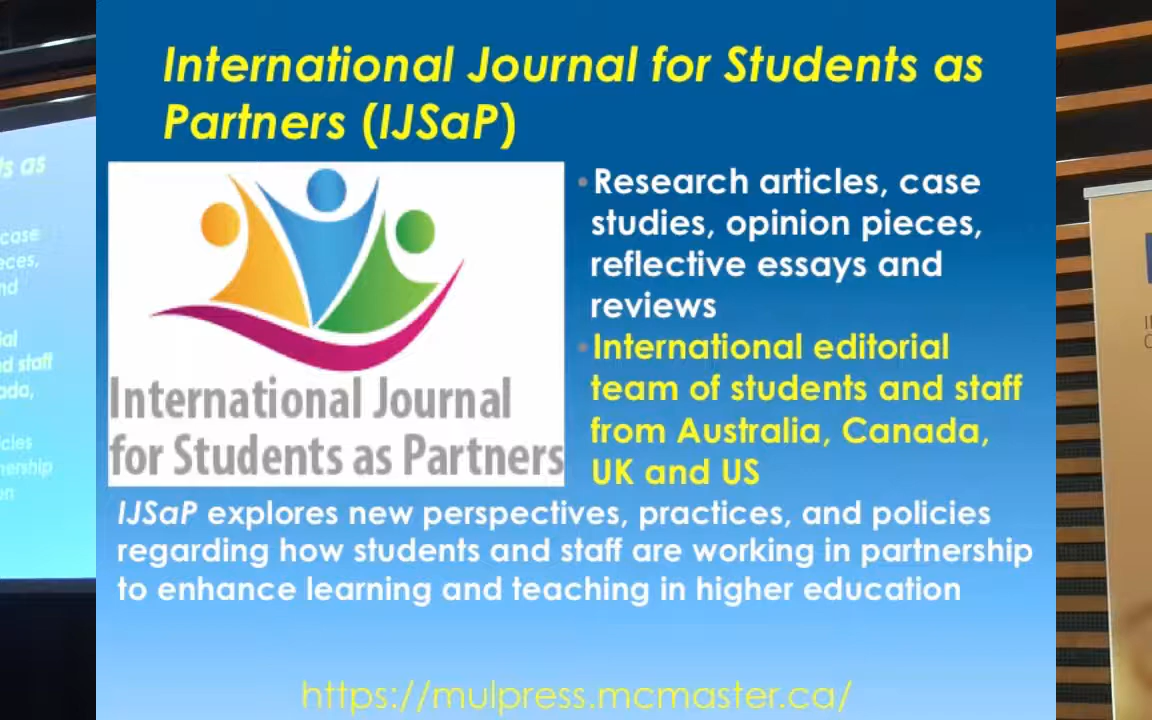 International Journal for Students as
Partners (IJSaP)
International Journal
for Students as Partners
•Research articles, case
studies, opinion pieces,
reflective essays and
reviews
•International editorial
team of students and staff
from Australia, Canada,
UK and US
IJSaP explores new perspectives, practices, and policies
regarding how students and staff are working in partnership
to enhance learning and teaching in higher education
https://mulpress.mcmaster.ca/